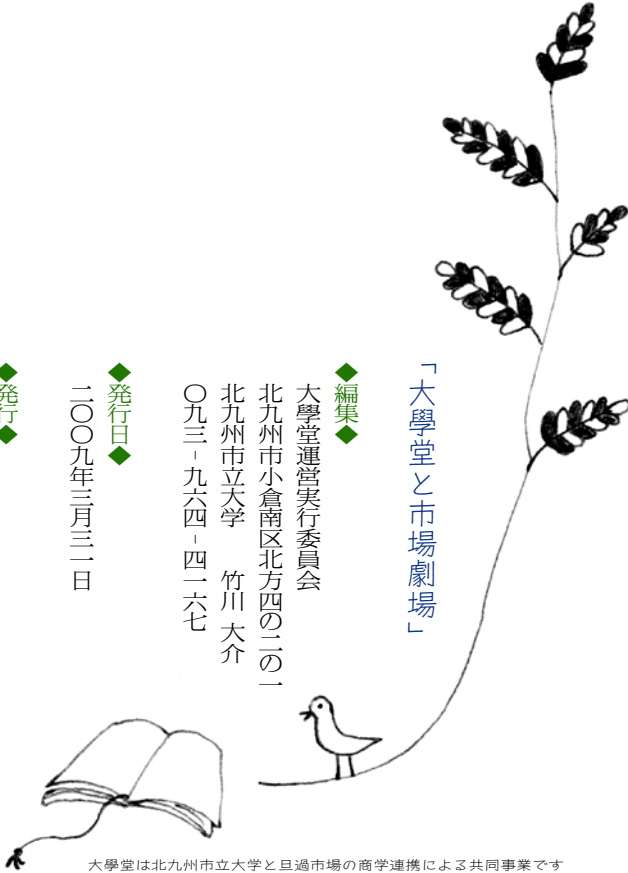 「大學堂と市場劇場」
◆編集◆
大學堂運営実行委員会
北九州市小倉南区北方四の二の一
北九州市立大学　竹川 大介
〇九三-九六四-四一六七
◆発行日◆
二〇〇九年三月三一日
◆発行◆
大學堂は北九州市立大学と旦過市場の商学連携による共同事業です